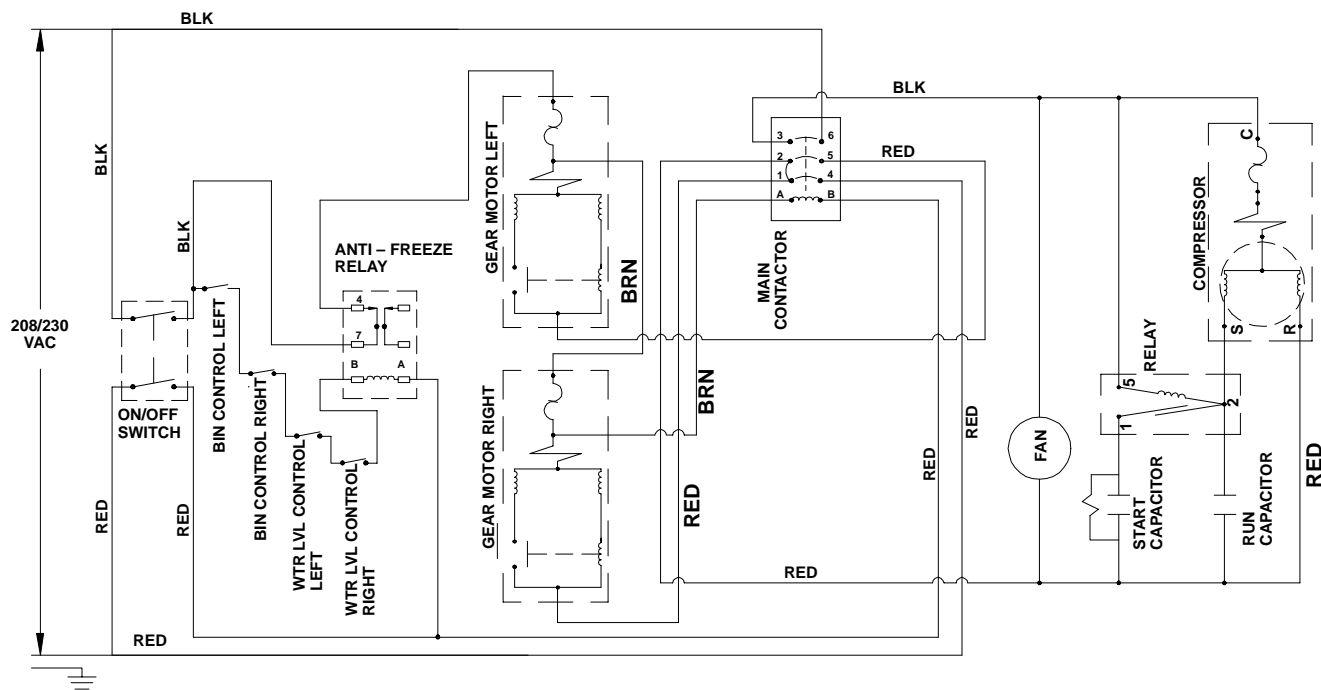 BLK
BLK
BLK
208/230
VAC
ON/OFF
SWITCH
RED
RED
RED
BIN CONTROL LEFT
BIN CONTROL RIGHT
WTR LVL CONTROL
LEFT
WTR LVL CONTROL
RIGHT
ANTI – FREEZE
RELAY
4
7
B
A
GEAR MOTOR LEFT
BRN
GEAR MOTOR RIGHT
BRN
RED
3
6
2
5
1
4
A
B
MAIN
CONTACTOR
BLK
RED
RED
RED
RED
FAN
COMPRESSOR
C
S
R
RELAY
5
1
2
START
CAPACITOR
RUN
CAPACITOR
RED